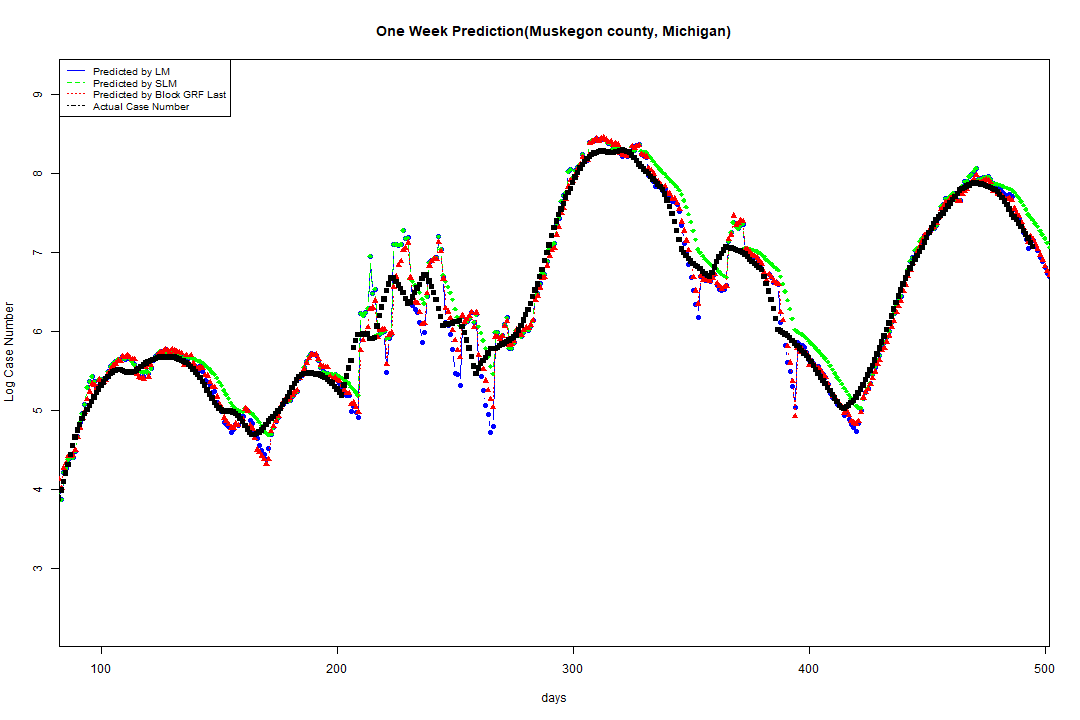 One Week Prediction(Muskegon county, Michigan)
Predicted by LM
Predicted by SLM
Predicted by Block GRF Last
Actual Case Number
9
8
7
6
5
4
3
Log Case Number
100 200 300 400 500
days